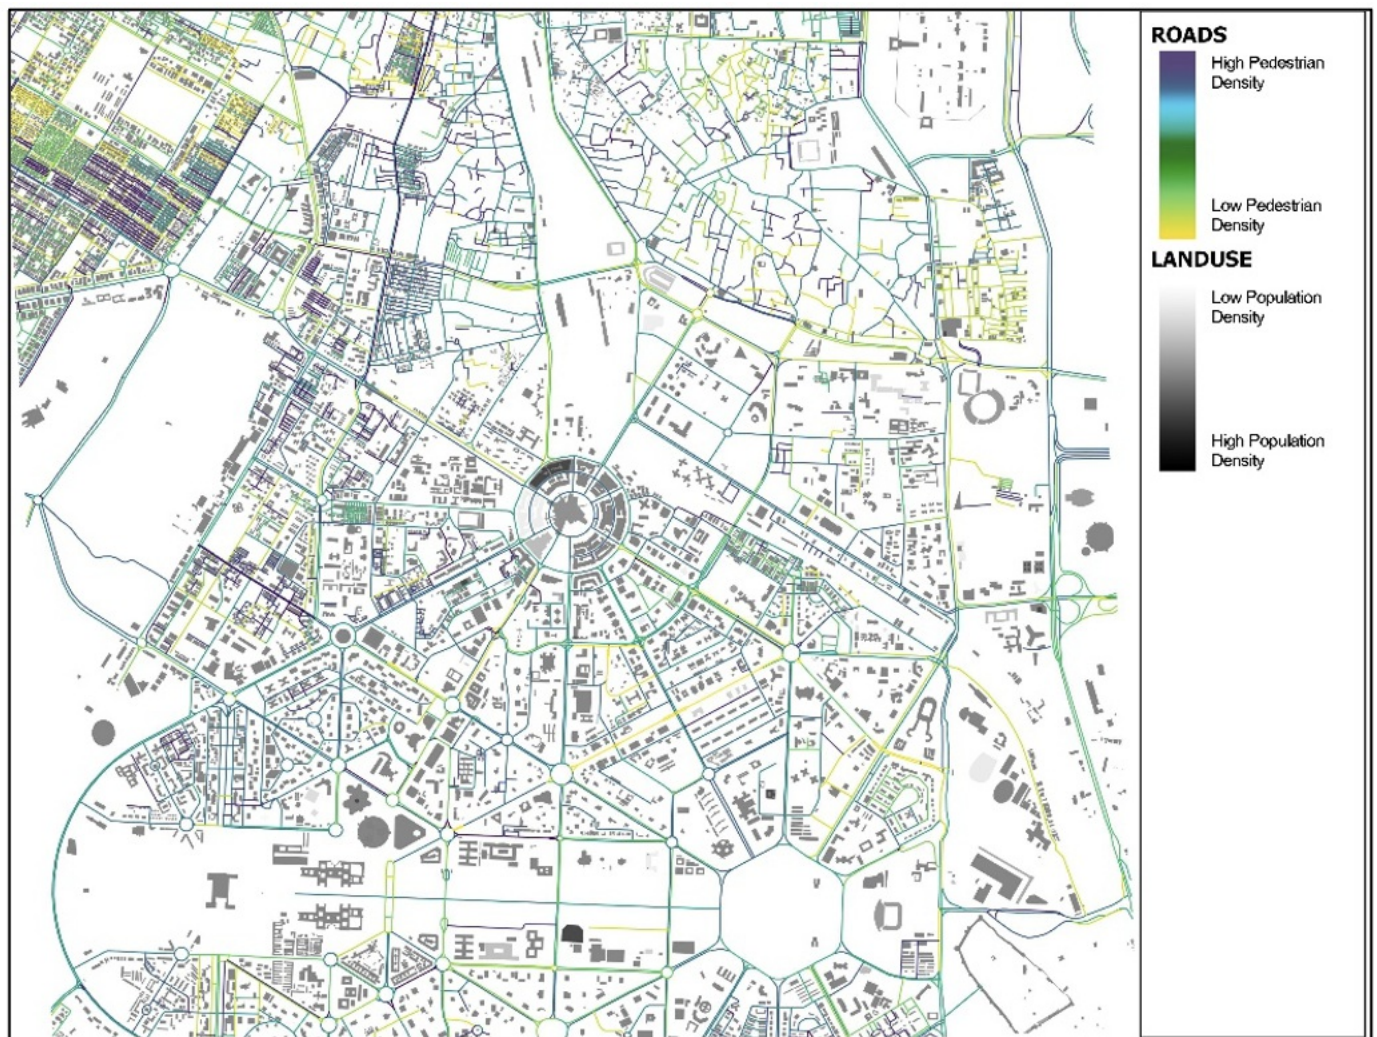 ROADS
High Pedestrian
Density
Low Pedestrian
Density
LANDUSE
Low Population
Density
High Population
Density